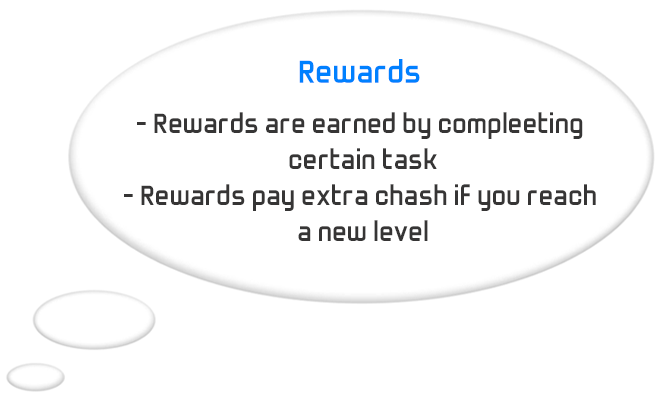 Rewards
- Rewards are earned by compleeting
certain task
- Rewards pay extra chash if you reach
a new level